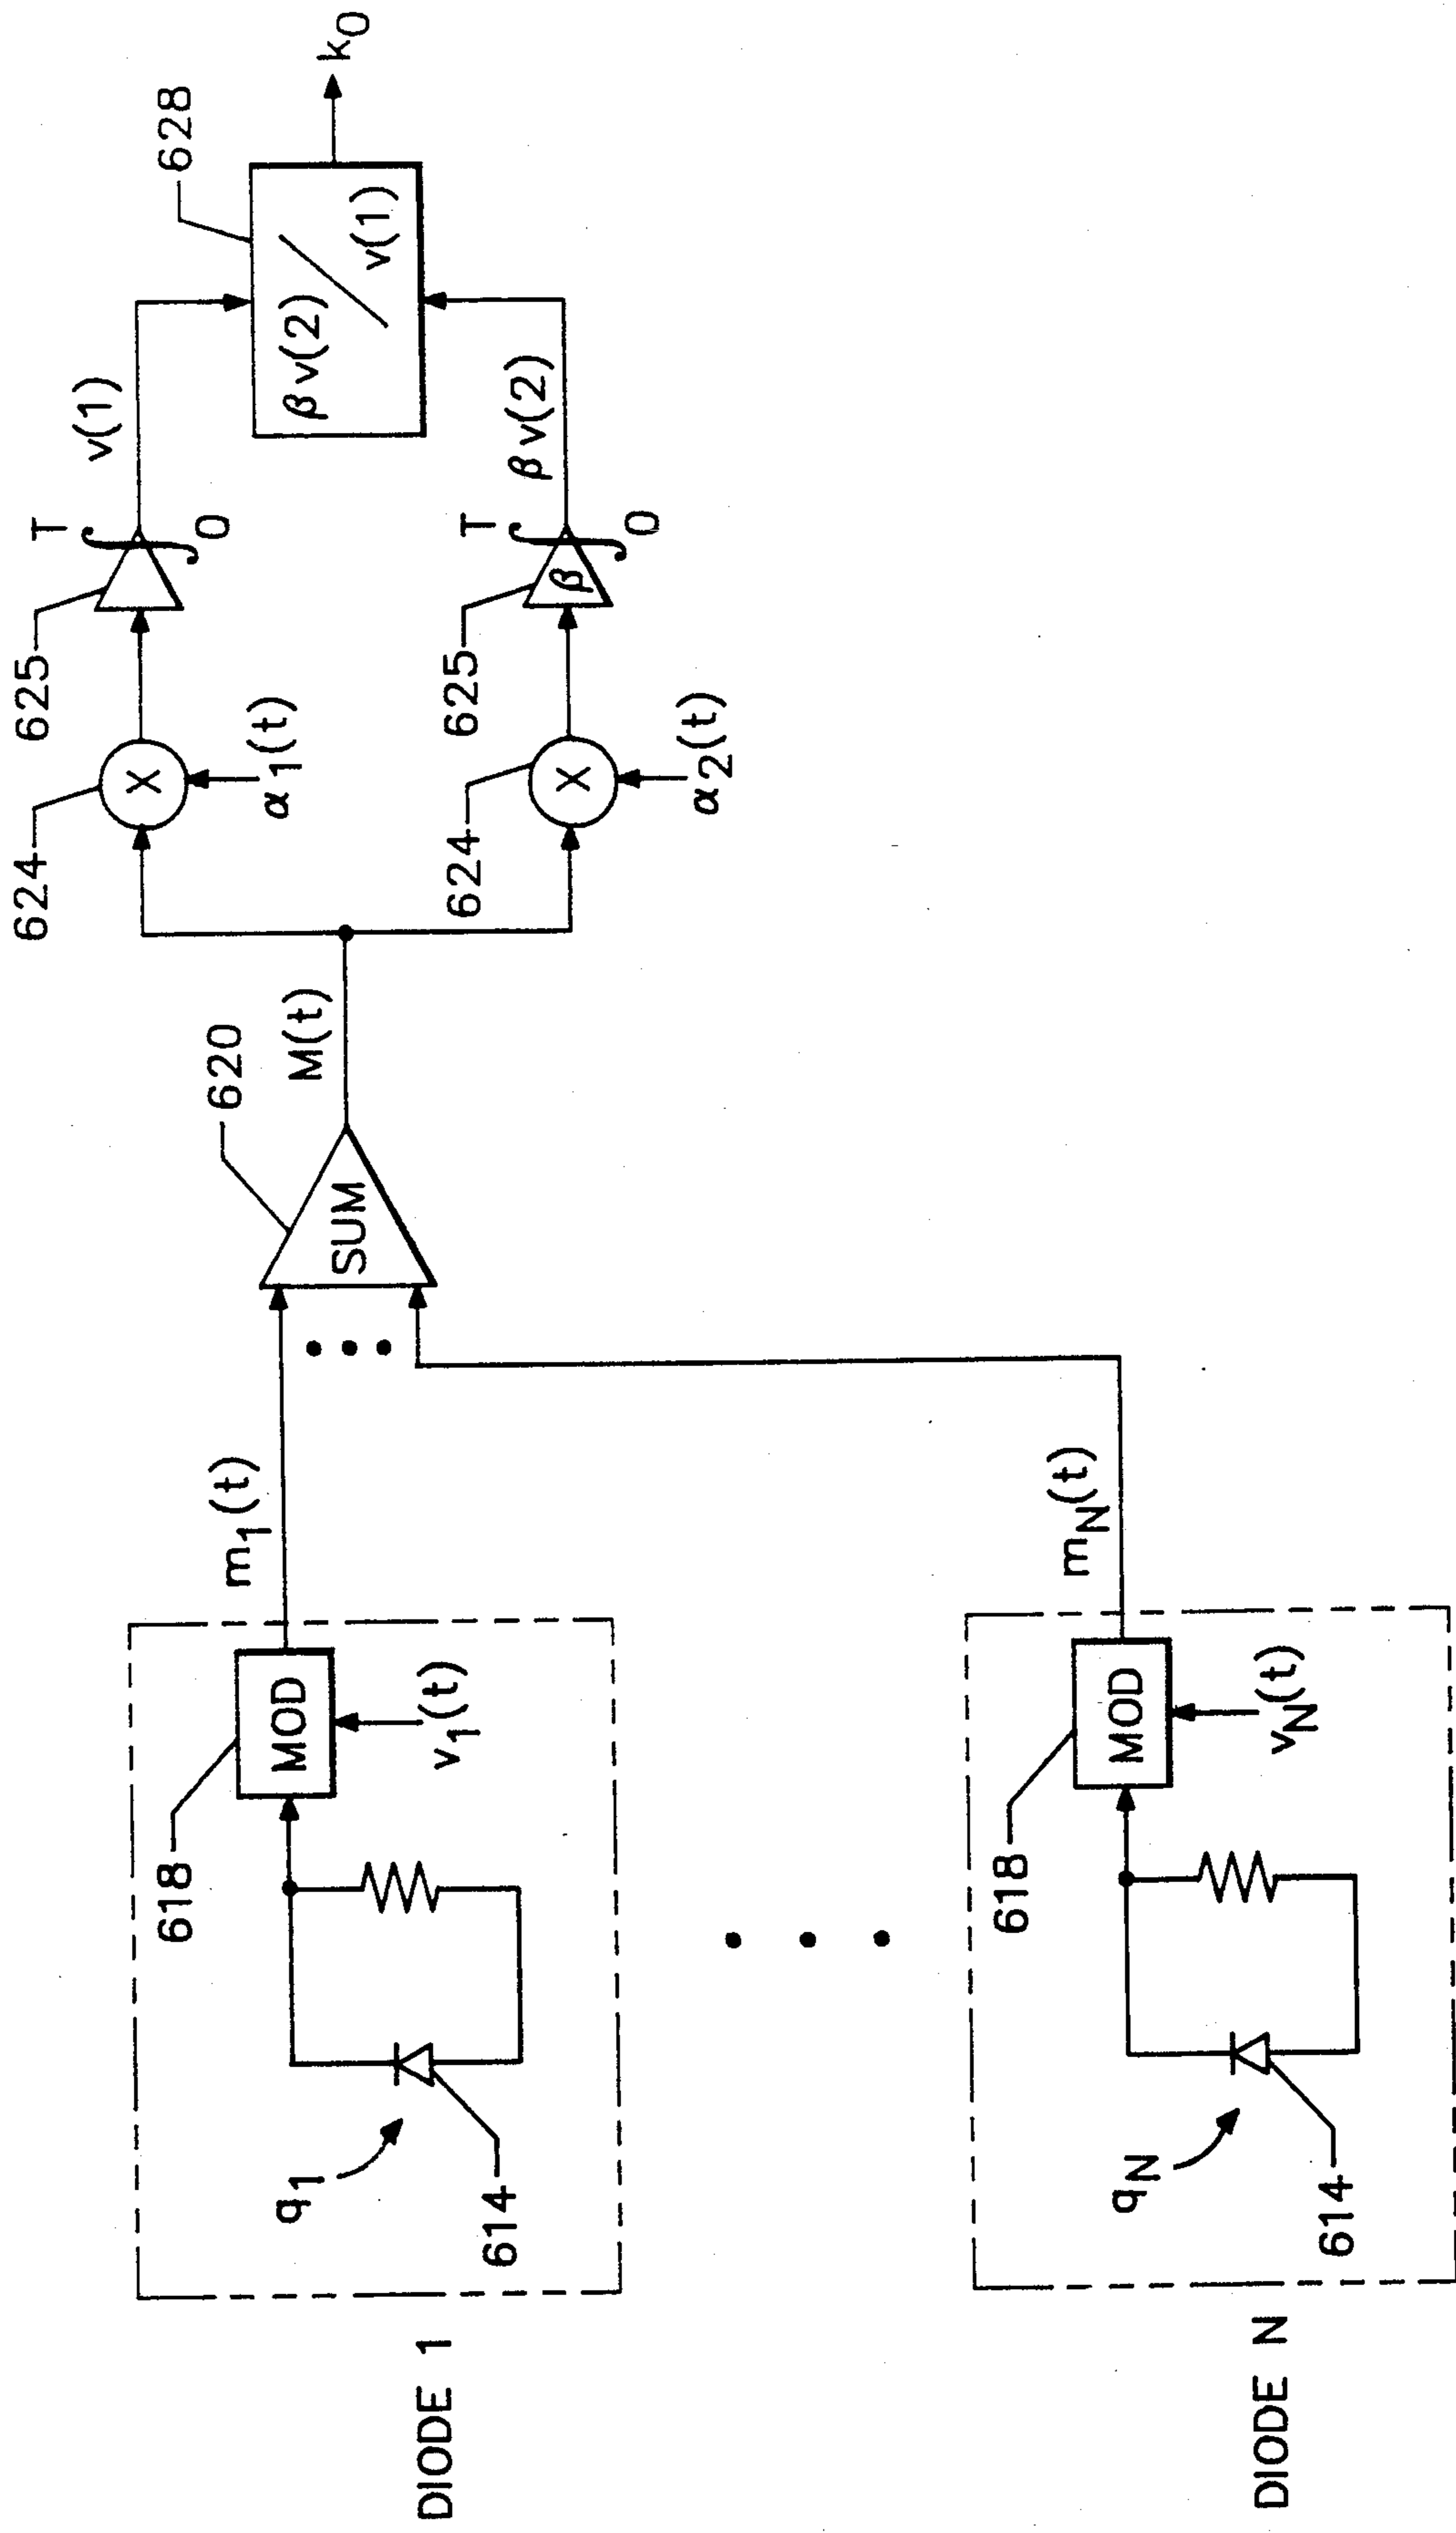 DIODE 1
q1
614
618
MOD
v1(t)
m1(t)
DIODE N
qN
614
618
MOD
vN(t)
mN(t)
SUM
620
M(t)
624
X
α1(t)
625
T
∫
0
v(1)
624
X
α2(t)
625
β
T
∫
0
βv(2)
βv(2) / v(1)
628
k0